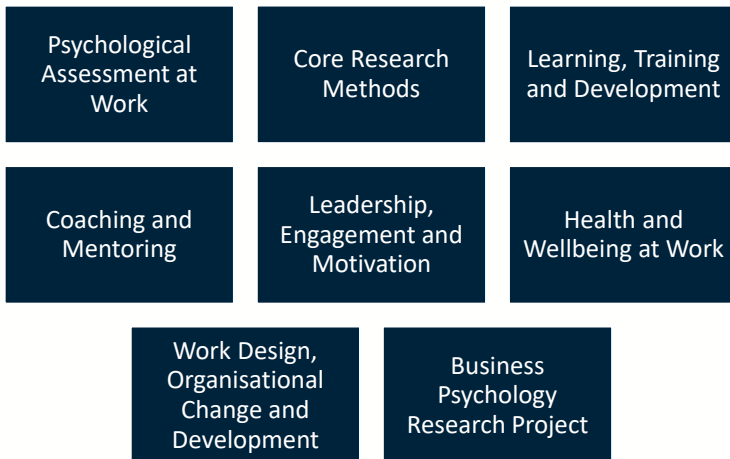 Psychological
Assessment at
Work
Core Research
Methods
Learning, Training
and Development
Coaching and
Mentoring
Leadership,
Engagement and
Motivation
Health and
Wellbeing at Work
Work Design,
Organisational
Change and
Development
Business
Psychology
Research Project